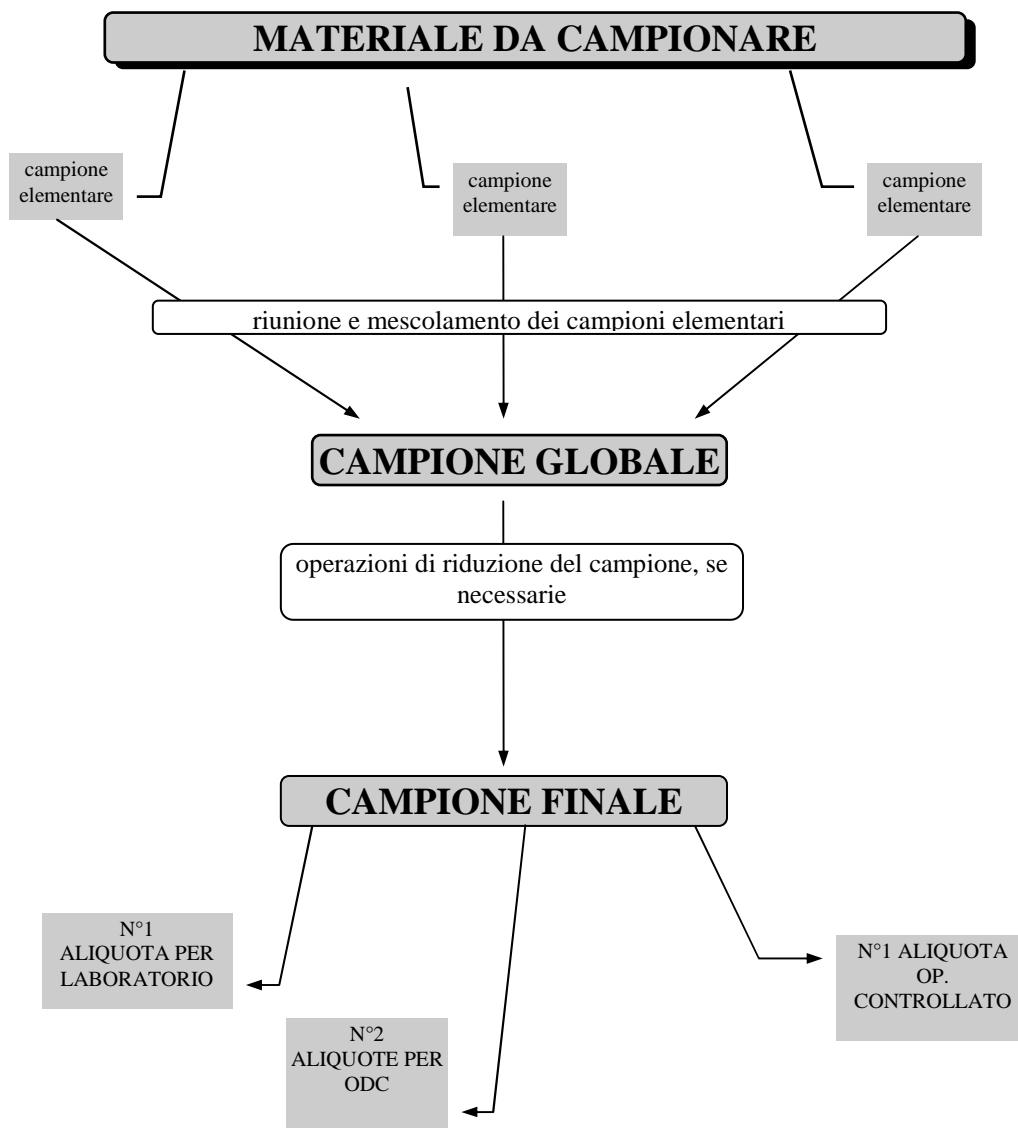 MATERIALE DA CAMPIONARE
campione
elementare
campione
elementare
campione
elementare
riunione e mescolamento dei campioni elementari
CAMPIONE GLOBALE
operazioni di riduzione del campione, se
necessarie
CAMPIONE FINALE
N°1
ALIQUOTA PER
LABORATORIO
N°2
ALIQUOTE PER
ODC
N°1 ALIQUOTA
OP.
CONTROLLATO